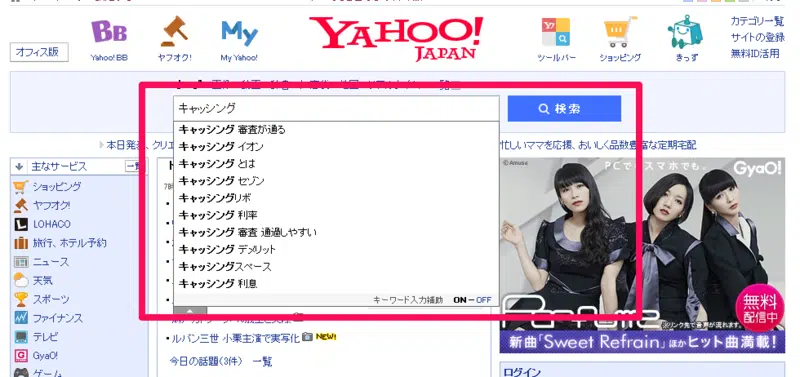 オフィス版
BB
Yahoo! BB
ヤフオク!
My
My Yahoo!
YAHOO!
JAPAN
ツールバー
ショッピング
きっず
カテゴリ一覧
サイトの登録
無料ID活用
キャッシング
検索
キャッシング 審査が通る
キャッシング イオン
キャッシング とは
キャッシング セゾン
キャッシングリボ
キャッシング 利率
キャッシング 審査 通過しやすい
キャッシング デメリット
キャッシングスペース
キャッシング 利息
キーワード入力補助 ON - OFF
忙しいママを応援、おいしく品数豊富な定期宅配
主なサービス
一覧
ショッピング
ヤフオク!
LOHACO
旅行、ホテル予約
ニュース
天気
スポーツ
ファイナンス
テレビ
GyaO!
ゲーム
ルパン三世 小栗主演で実写化 NEW!
今日の話題(3件) 一覧
©Amuse
PCでもスマホでも。
GyaO!
Perfume
無料
配信中
※リンク先で音声が流れます。
新曲「Sweet Refrain」ほかヒット曲満載!
ログイン